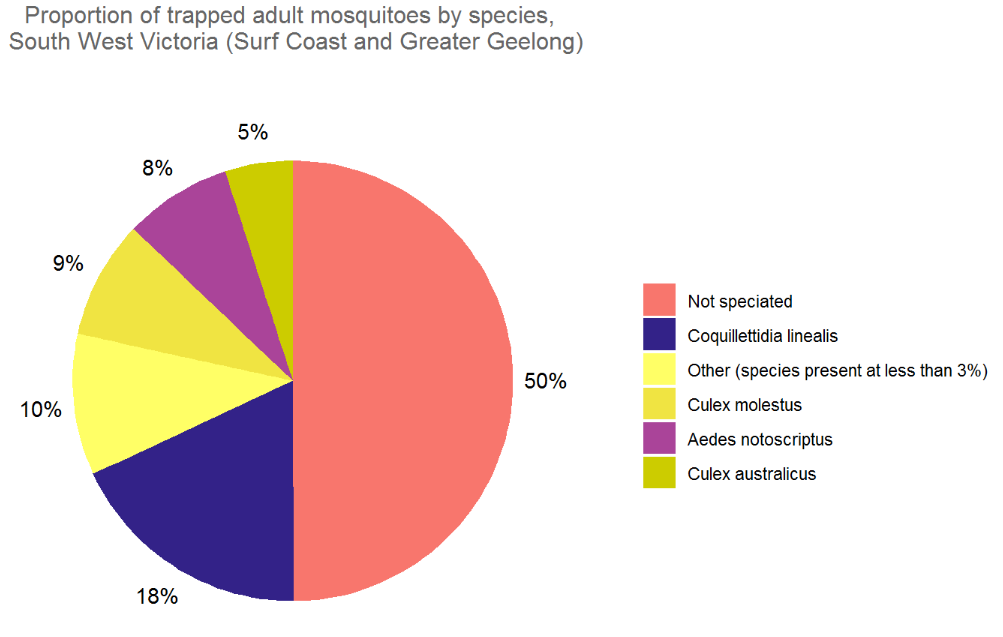 Proportion of trapped adult mosquitoes by species,
South West Victoria (Surf Coast and Greater Geelong)
5%
8%
9%
10%
18%
50%
Not speciated
Coquillettidia linealis
Other (species present at less than 3%)
Culex molestus
Aedes notoscriptus
Culex australicus